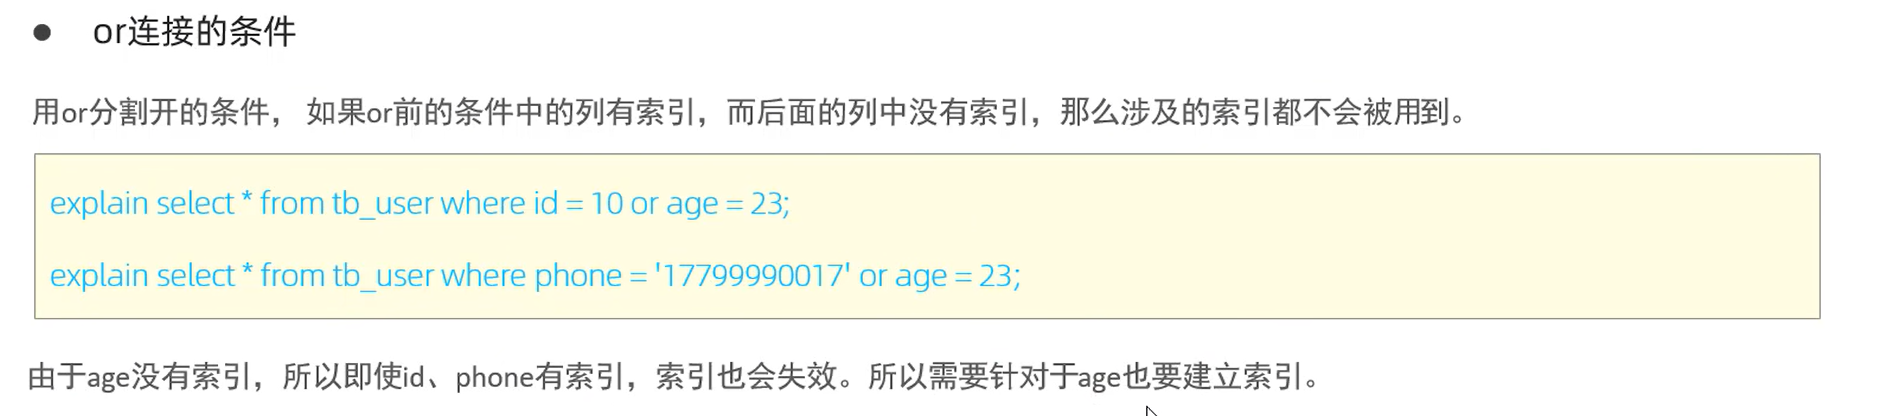 ● or连接的条件
用or分割开的条件， 如果or前的条件中的列有索引，而后面的列中没有索引，那么涉及的索引都不会被用到。
explain select * from tb_user where id = 10 or age = 23;
explain select * from tb_user where phone = '17799990017' or age = 23;
由于age没有索引，所以即使id、phone有索引，索引也会失效。所以需要针对于age也要建立索引。